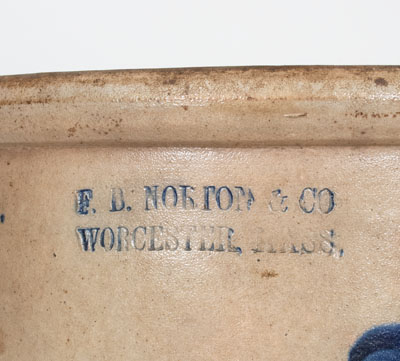 F. B. NORTON & CO
WORCESTER, MASS,